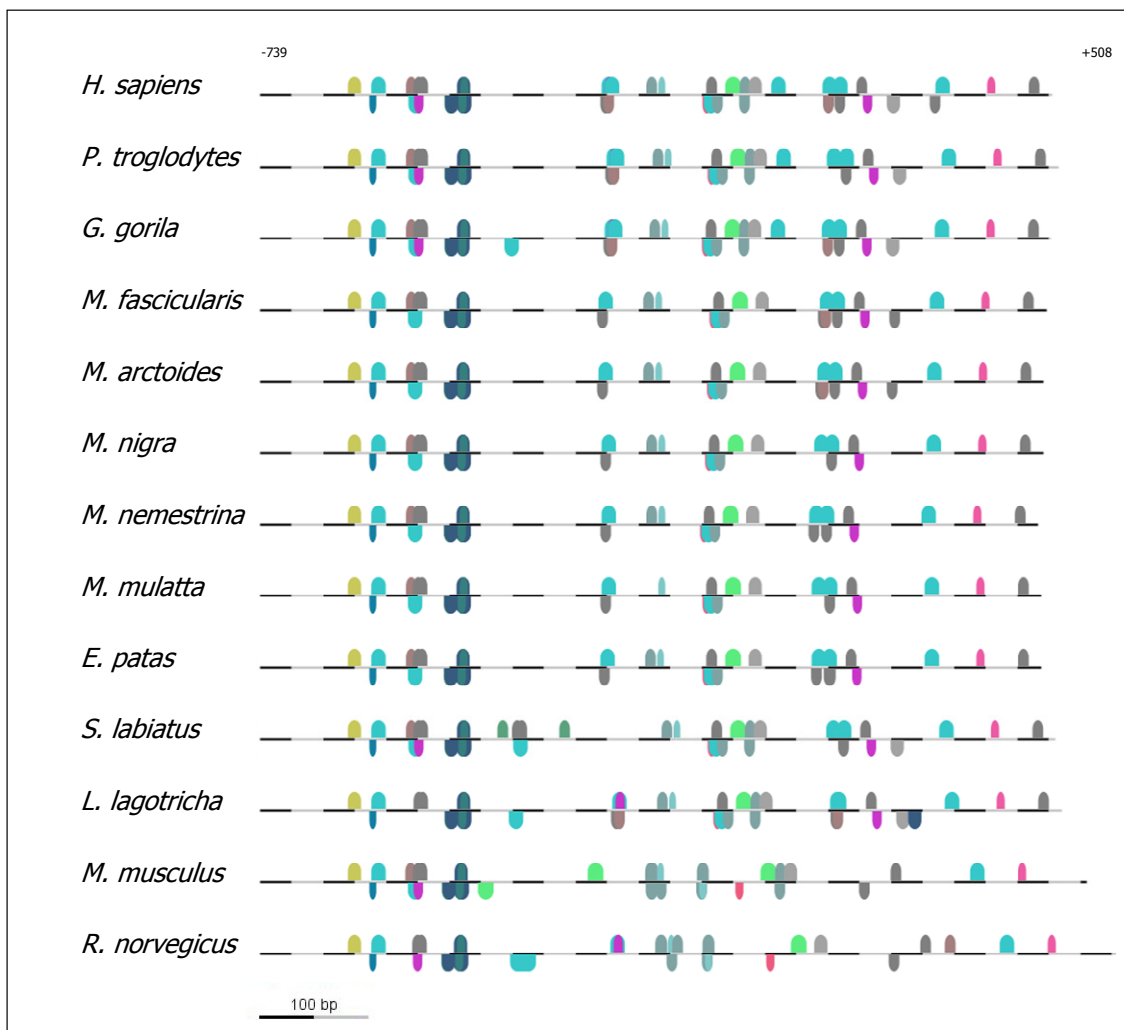 -739 +508
H. sapiens
P. troglodytes
G. gorila
M. fascicularis
M. arctoides
M. nigra
M. nemestrina
M. mulatta
E. patas
S. labiatus
L. lagotricha
M. musculus
R. norvegicus
100 bp